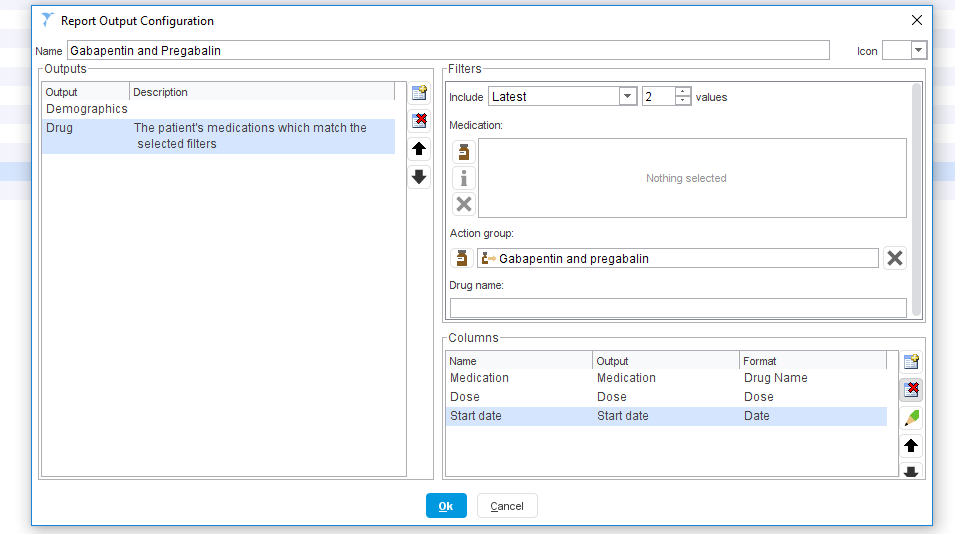 Report Output Configuration
Name Gabapentin and Pregabalin Icon
Outputs
Output Description
Demographics
Drug The patient's medications which match the
selected filters
Filters
Include Latest 2 values
Medication:
Nothing selected
Action group:
Gabapentin and pregabalin
Drug name:
Columns
Name Output Format
Medication Medication Drug Name
Dose Dose Dose
Start date Start date Date
Ok Cancel